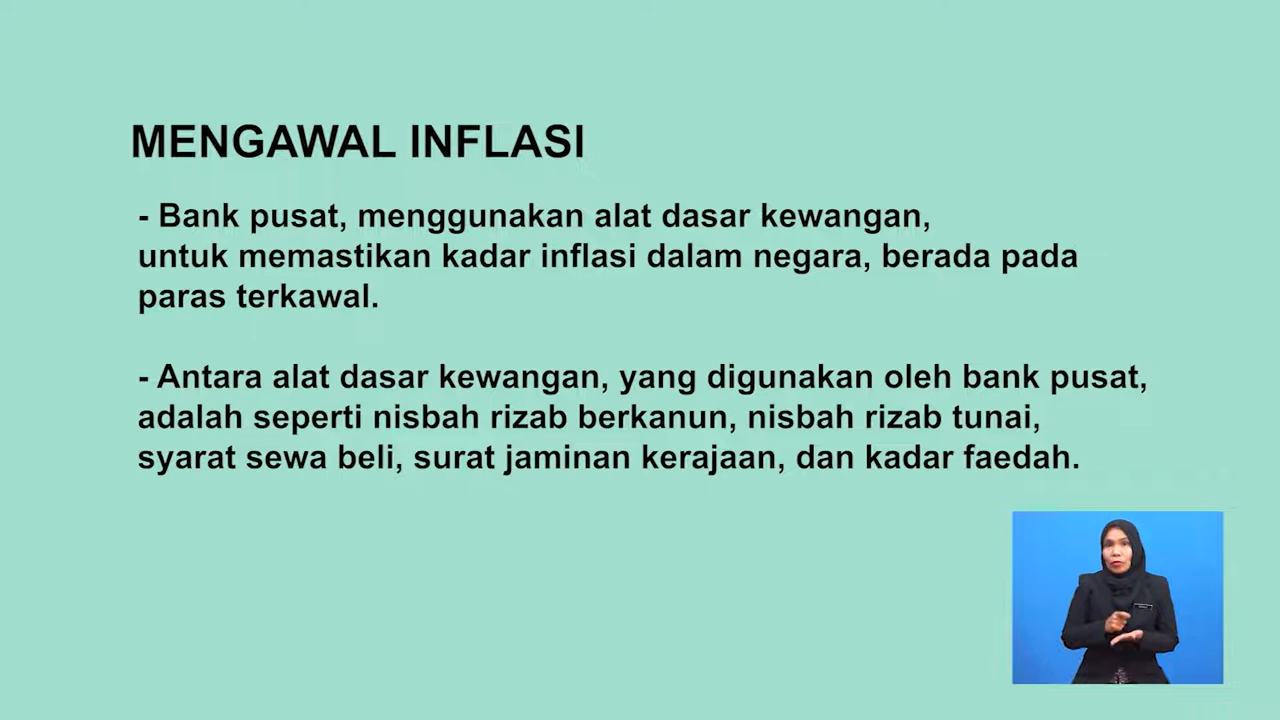 MENGAWAL INFLASI
- Bank pusat, menggunakan alat dasar kewangan,
untuk memastikan kadar inflasi dalam negara, berada pada
paras terkawal.
- Antara alat dasar kewangan, yang digunakan oleh bank pusat,
adalah seperti nisbah rizab berkanun, nisbah rizab tunai,
syarat sewa beli, surat jaminan kerajaan, dan kadar faedah.